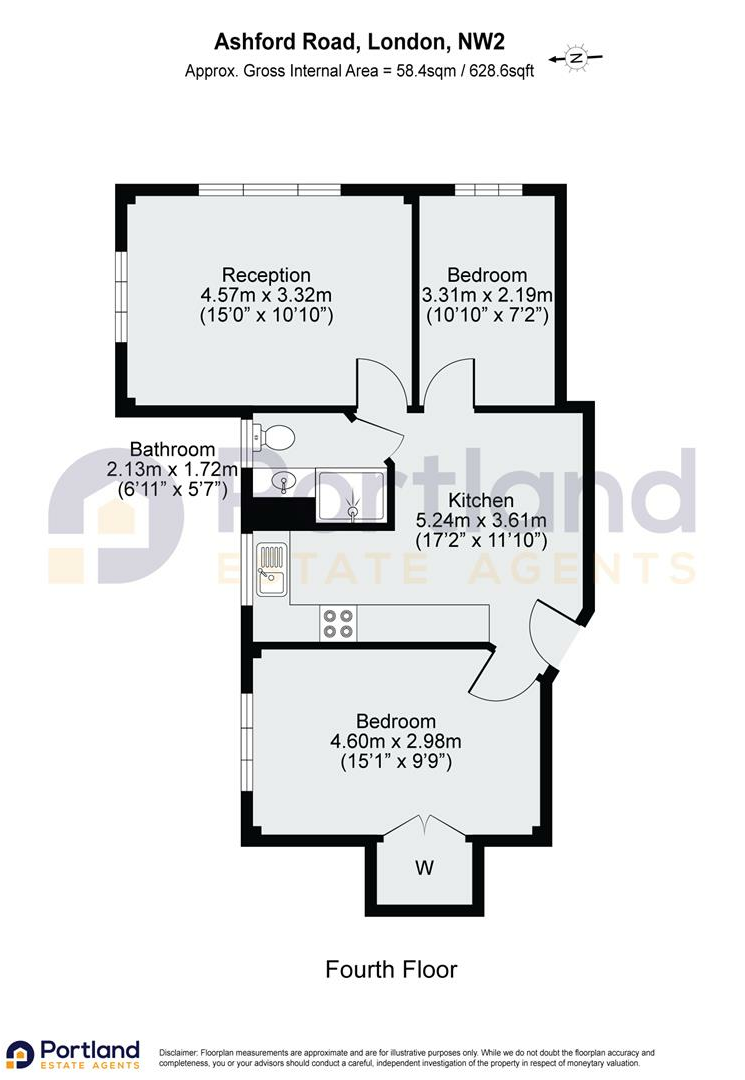 Ashford Road, London, NW2
Approx. Gross Internal Area = 58.4sqm / 628.6sqft
N
Reception
4.57m x 3.32m
(15'0" x 10'10")
Bedroom
3.31m x 2.19m
(10'10" x 7'2")
Bathroom
2.13m x 1.72m
(6'11" x 5'7")
Portland
ESTATE AGENTS
Kitchen
5.24m x 3.61m
(17'2" x 11'10")
Bedroom
4.60m x 2.98m
(15'1" x 9'9")
W
Fourth Floor
Portland
ESTATE AGENTS
Disclaimer: Floorplan measurements are approximate and are for illustrative purposes only. While we do not doubt the floorplan accuracy and
completeness, you or your advisors should conduct a careful, independent investigation of the property in respect of moneytary valuation.